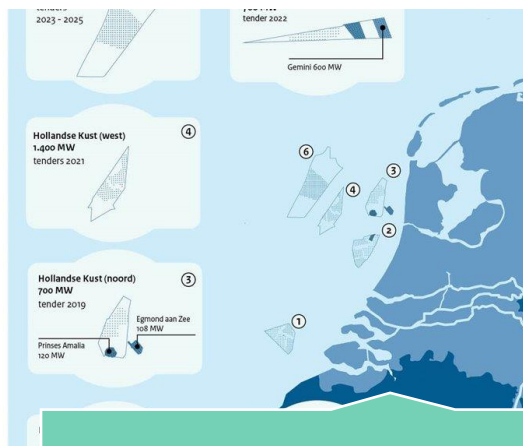 2023 - 2025
tender 2022
Gemini 600 MW
4
Hollandse Kust (west)
1.400 MW
tenders 2021
6
3
4
2
3
Hollandse Kust (noord)
700 MW
tender 2019
Egmond aan Zee
108 MW
Prinses Amalia
120 MW
1